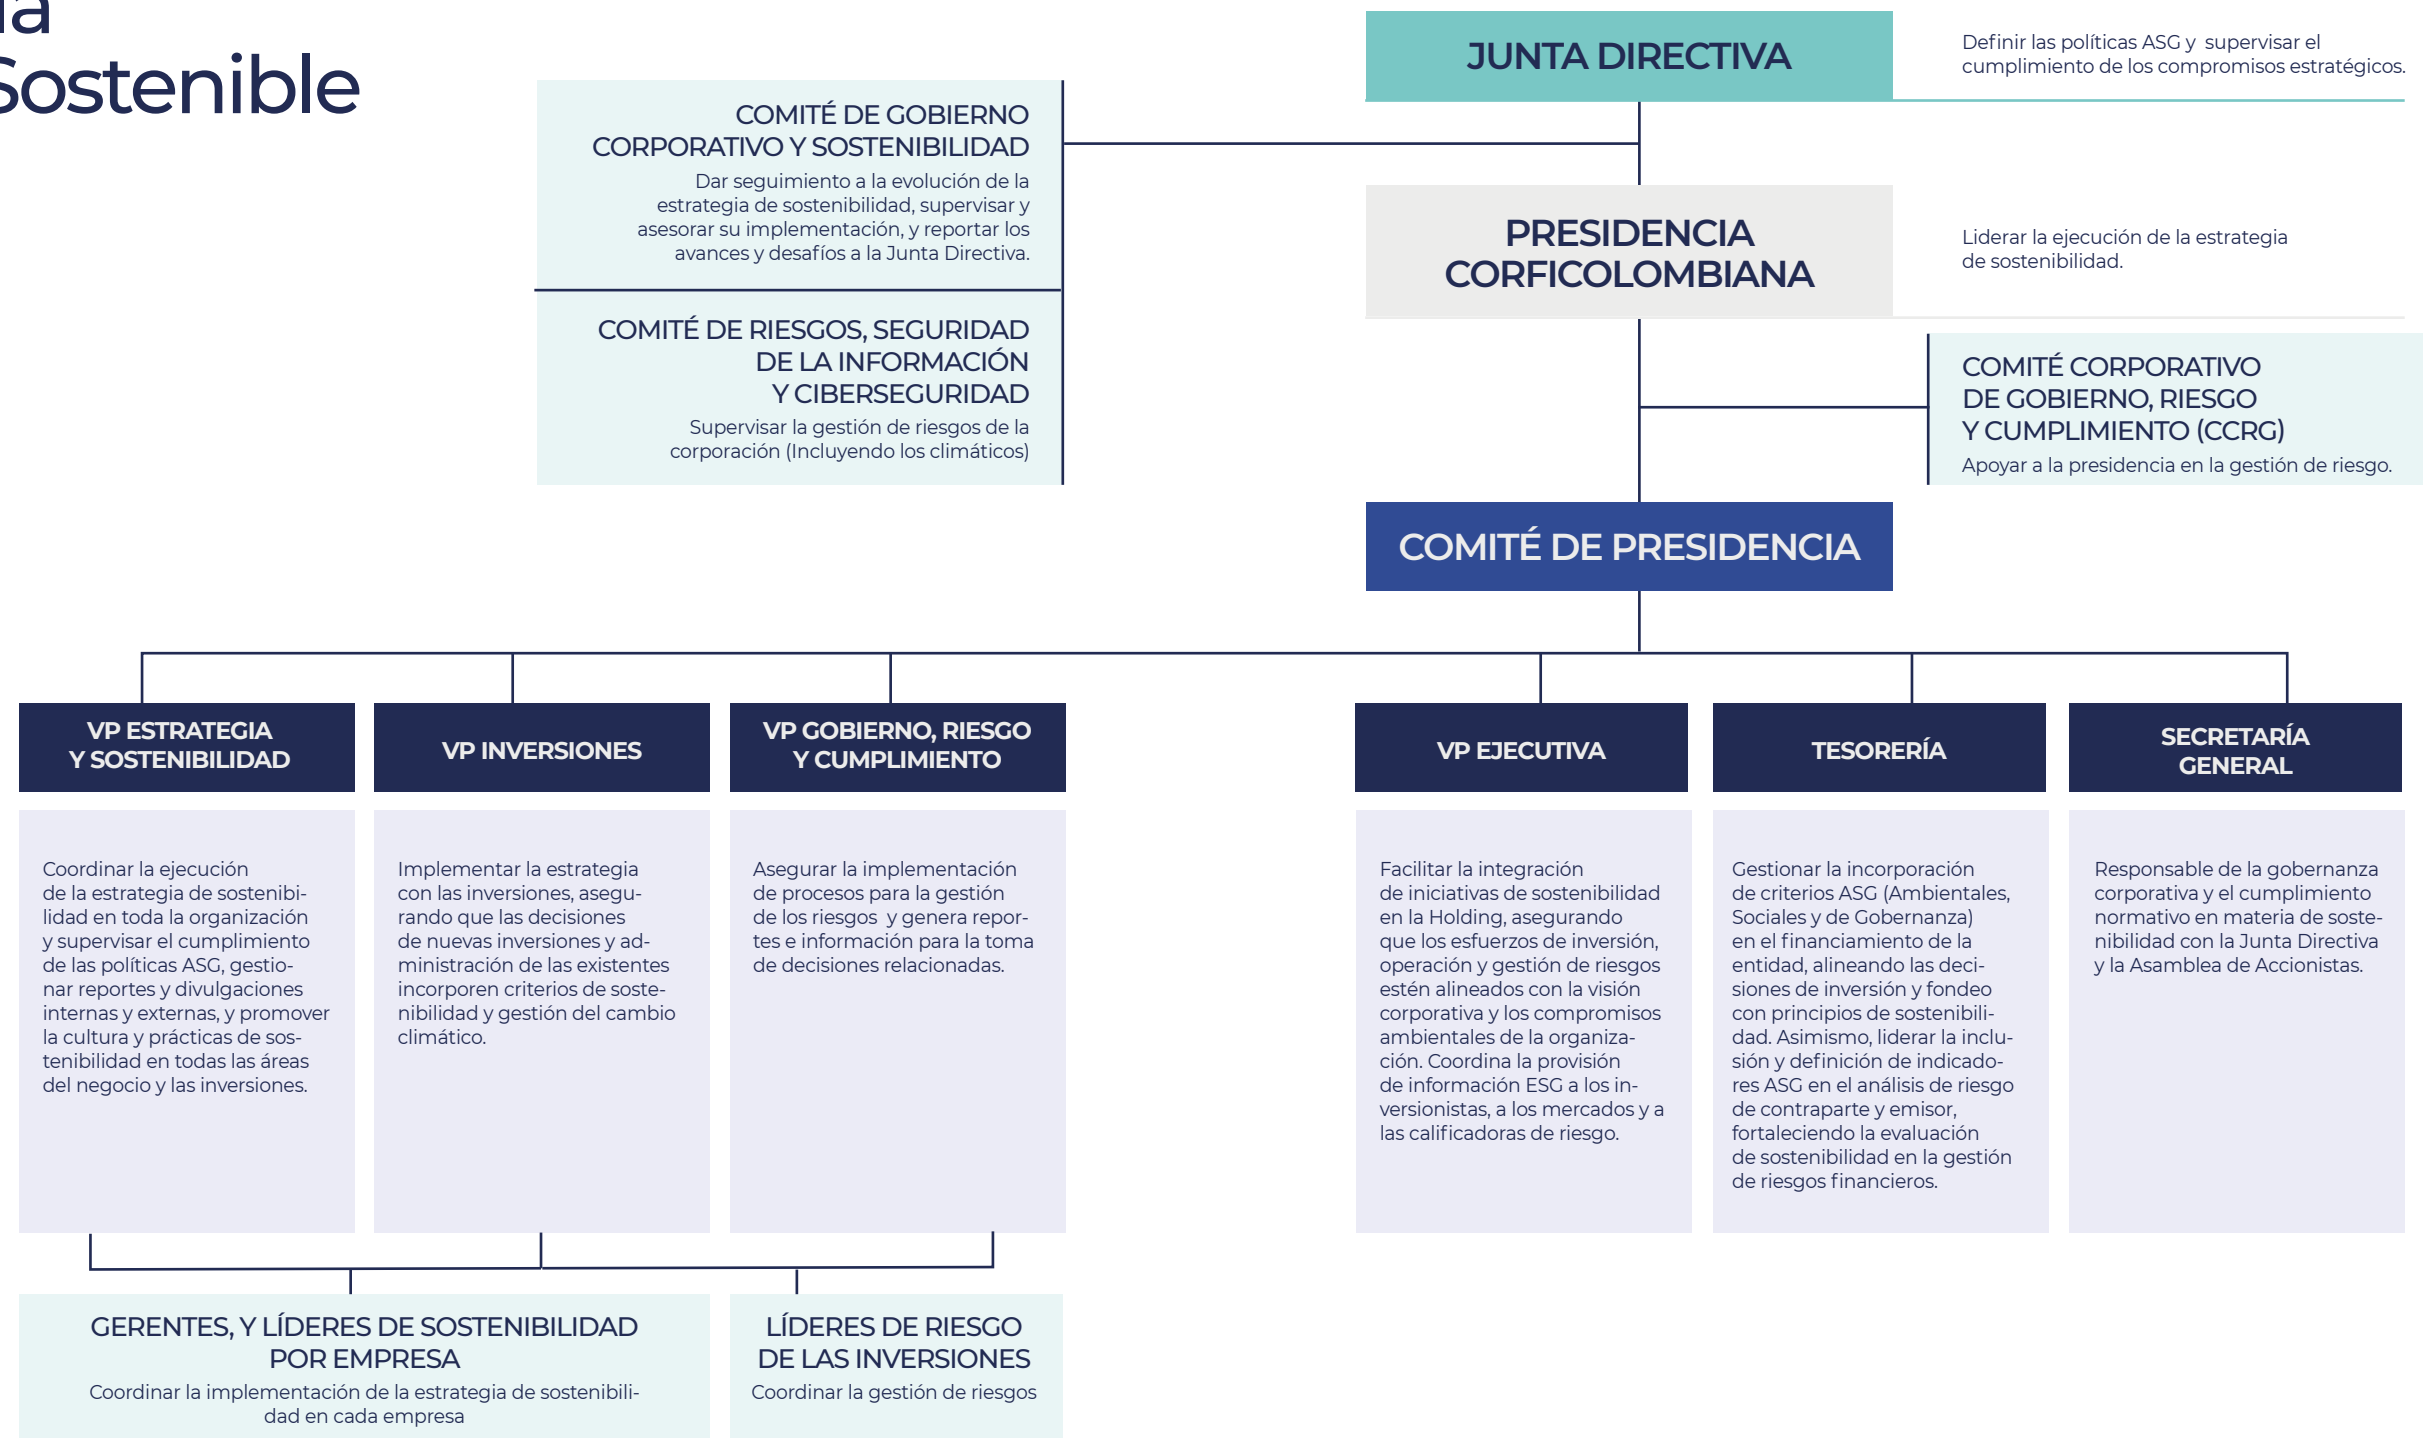 la
Sostenible
JUNTA DIRECTIVA
Definir las políticas ASG y supervisar el
cumplimiento de los compromisos estratégicos.
COMITÉ DE GOBIERNO
CORPORATIVO Y SOSTENIBILIDAD
Dar seguimiento a la evolución de la
estrategia de sostenibilidad, supervisar y
asesorar su implementación, y reportar los
avances y desafíos a la Junta Directiva.
PRESIDENCIA
CORFICOLOMBIANA
Liderar la ejecución de la estrategia
de sostenibilidad.
COMITÉ DE RIESGOS, SEGURIDAD
DE LA INFORMACIÓN
Y CIBERSEGURIDAD
Supervisar la gestión de riesgos de la
corporación (Incluyendo los climáticos)
COMITÉ CORPORATIVO
DE GOBIERNO, RIESGO
Y CUMPLIMIENTO (CCRG)
Apoyar a la presidencia en la gestión de riesgo.
COMITÉ DE PRESIDENCIA
VP ESTRATEGIA
Y SOSTENIBILIDAD
Coordinar la ejecución
de la estrategia de sostenibi-
lidad en toda la organización
y supervisar el cumplimiento
de las políticas ASG, gestio-
nar reportes y divulgaciones
internas y externas, y promover
la cultura y prácticas de sos-
tenibilidad en todas las áreas
del negocio y las inversiones.
VP INVERSIONES
Implementar la estrategia
con las inversiones, asegu-
rando que las decisiones
de nuevas inversiones y ad-
ministración de las existentes
incorporen criterios de soste-
nibilidad y gestión del cambio
climático.
VP GOBIERNO, RIESGO
Y CUMPLIMIENTO
Asegurar la implementación
de procesos para la gestión
de los riesgos y genera repor-
tes e información para la toma
de decisiones relacionadas.
VP EJECUTIVA
Facilitar la integración
de iniciativas de sostenibilidad
en la Holding, asegurando
que los esfuerzos de inversión,
operación y gestión de riesgos
estén alineados con la visión
corporativa y los compromisos
ambientales de la organiza-
ción. Coordina la provisión
de información ESG a los in-
versionistas, a los mercados y a
las calificadoras de riesgo.
TESORERÍA
Gestionar la incorporación
de criterios ASG (Ambientales,
Sociales y de Gobernanza)
en el financiamiento de la
entidad, alineando las deci-
siones de inversión y fondeo
con principios de sostenibili-
dad. Asimismo, liderar la inclu-
sión y definición de indicado-
res ASG en el análisis de riesgo
de contraparte y emisor,
fortaleciendo la evaluación
de sostenibilidad en la gestión
de riesgos financieros.
SECRETARÍA
GENERAL
Responsable de la gobernanza
corporativa y el cumplimiento
normativo en materia de soste-
nibilidad con la Junta Directiva
y la Asamblea de Accionistas.
GERENTES, Y LÍDERES DE SOSTENIBILIDAD
POR EMPRESA
Coordinar la implementación de la estrategia de sostenibili-
dad en cada empresa
LÍDERES DE RIESGO
DE LAS INVERSIONES
Coordinar la gestión de riesgos